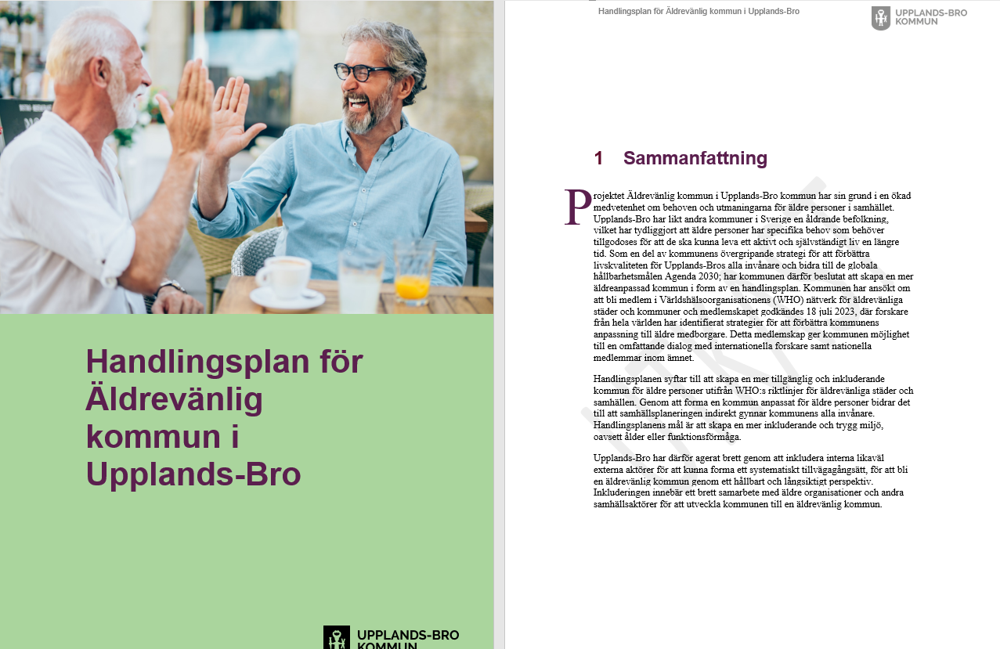 Handlingsplan för
Äldrevänlig
kommun i
Upplands-Bro
UPPLANDS-BRO
KOMMUN
Handlingsplan för Äldrevänlig kommun i Upplands-Bro
UPPLANDS-BRO
KOMMUN
1 Sammanfattning
Projektet Äldrevänlig kommun i Upplands-Bro kommun har sin grund i en ökad
medvetenhet om behoven och utmaningarna för äldre personer i samhället.
Upplands-Bro har likt andra kommuner i Sverige en åldrande befolkning,
vilket har tydliggjort att äldre personer har specifika behov som behöver
tillgodoses för att de ska kunna leva ett aktivt och självständigt liv en längre
tid. Som en del av kommunens övergripande strategi för att förbättra
livskvaliteten för Upplands-Bros alla invånare och bidra till de globala
hållbarhetsmålen Agenda 2030; har kommunen därför beslutat att skapa en mer
äldreanpassad kommun i form av en handlingsplan. Kommunen har ansökt om
att bli medlem i Världshälsoorganisationens (WHO) nätverk för äldrevänliga
städer och kommuner och medlemskapet godkändes 18 juli 2023, där forskare
från hela världen har identifierat strategier för att förbättra kommunens
anpassning till äldre medborgare. Detta medlemskap ger kommunen möjlighet
till en omfattande dialog med internationella forskare samt nationella
medlemmar inom ämnet.
Handlingsplanen syftar till att skapa en mer tillgänglig och inkluderande
kommun för äldre personer utifrån WHO:s riktlinjer för äldrevänliga städer och
samhällen. Genom att forma en kommun anpassat för äldre personer bidrar det
till att samhällsplaneringen indirekt gynnar kommunens alla invånare.
Handlingsplanens mål är att skapa en mer inkluderande och trygg miljö,
oavsett ålder eller funktionsförmåga.
Upplands-Bro har därför agerat brett genom att inkludera interna likaväl
externa aktörer för att kunna forma ett systematiskt tillvägagångsätt, för att bli
en äldrevänlig kommun genom ett hållbart och långsiktigt perspektiv.
Inkluderingen innebär ett brett samarbete med äldre organisationer och andra
samhällsaktörer för att utveckla kommunen till en äldrevänlig kommun.
UTKAST